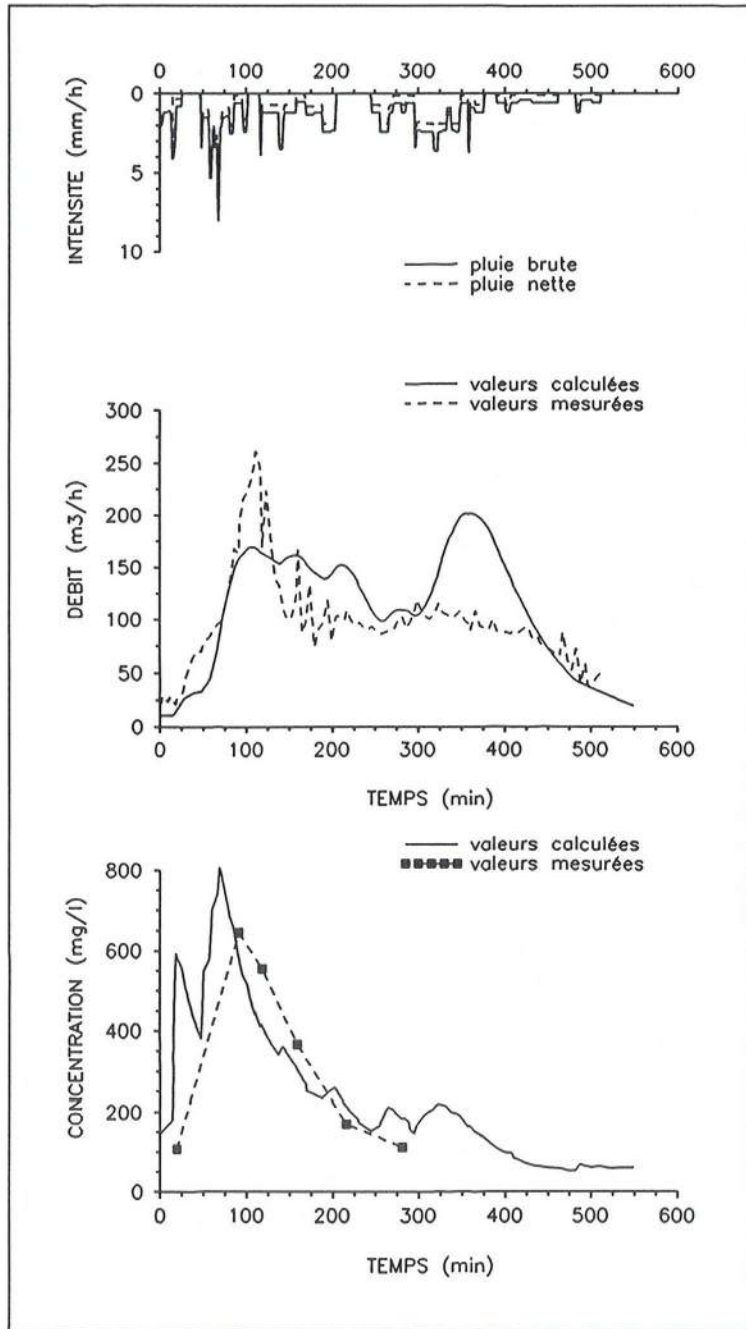 0 100 200 300 400 500 600
0
5
10
INTENSITE (mm/h)
pluie brute
pluie nette
valeurs calculées
valeurs mesurées
300
250
200
150
100
50
0
DEBIT (m3/h)
0 100 200 300 400 500 600
TEMPS (min)
valeurs calculées
valeurs mesurées
800
600
400
200
0
CONCENTRATION (mg/l)
0 100 200 300 400 500 600
TEMPS (min)